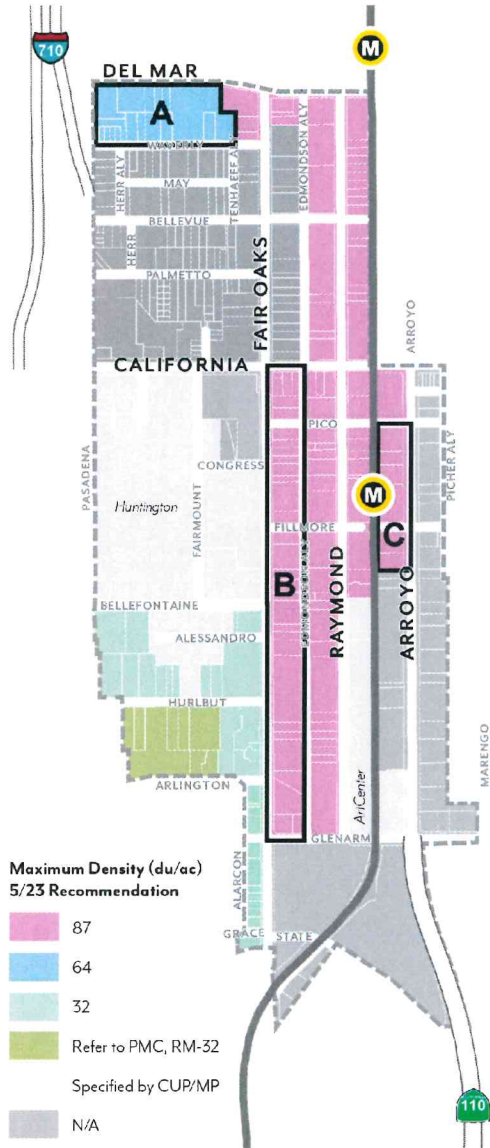 710
M
DEL MAR
A
WAVERLY
HERR ALY
TENHAEFF ALY
EDMONDSON ALY
MAY
BELLEVUE
HERR
PALMETTO
FAIR OAKS
ARROYO
CALIFORNIA
PICO
PASADENA
CONGRESS
PICHER ALY
Huntington
FAIRMOUNT
M
C
FILLMORE
B
EDMONDSON ALY
RAYMOND
ARROYO
BELLEFONTAINE
ALESSANDRO
HURLBUT
MARENGO
ARLINGTON
ArtCenter
GLENARM
ALARCON
GRACE
STATE
Maximum Density (du/ac)
5/23 Recommendation
87
64
32
Refer to PMC, RM-32
Specified by CUP/MP
N/A
110